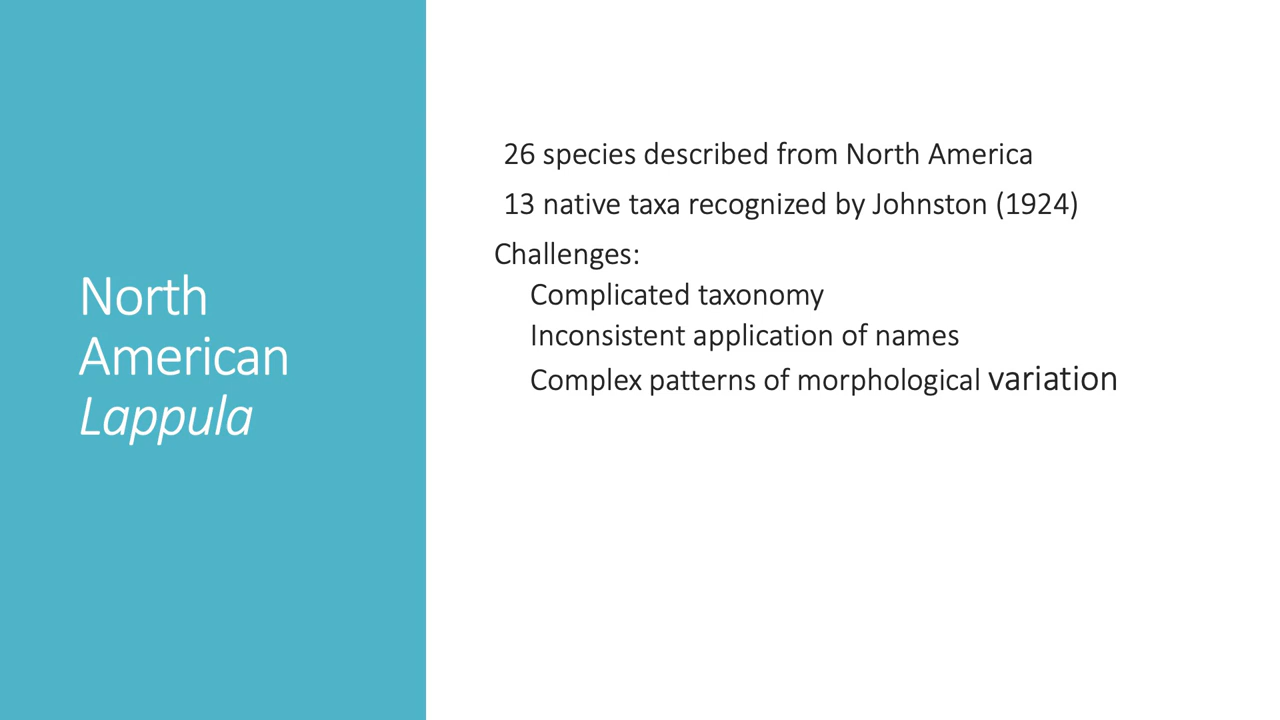 North
American
Lappula
26 species described from North America
13 native taxa recognized by Johnston (1924)
Challenges:
Complicated taxonomy
Inconsistent application of names
Complex patterns of morphological variation